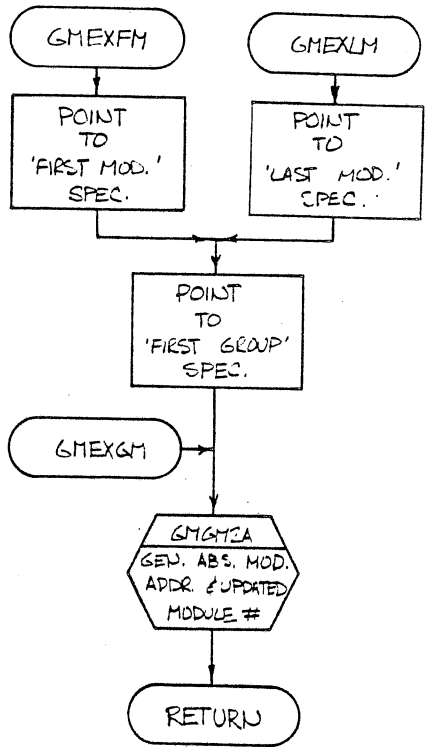 GMEXFM
GMEXLM
POINT
TO
'FIRST MOD.'
SPEC.
POINT
TO
'LAST MOD.'
SPEC.
POINT
TO
'FIRST GROUP'
SPEC.
GMEXGM
GMGMIA
GEN. ABS. MOD.
ADDR. & UPDATED
MODULE #
RETURN